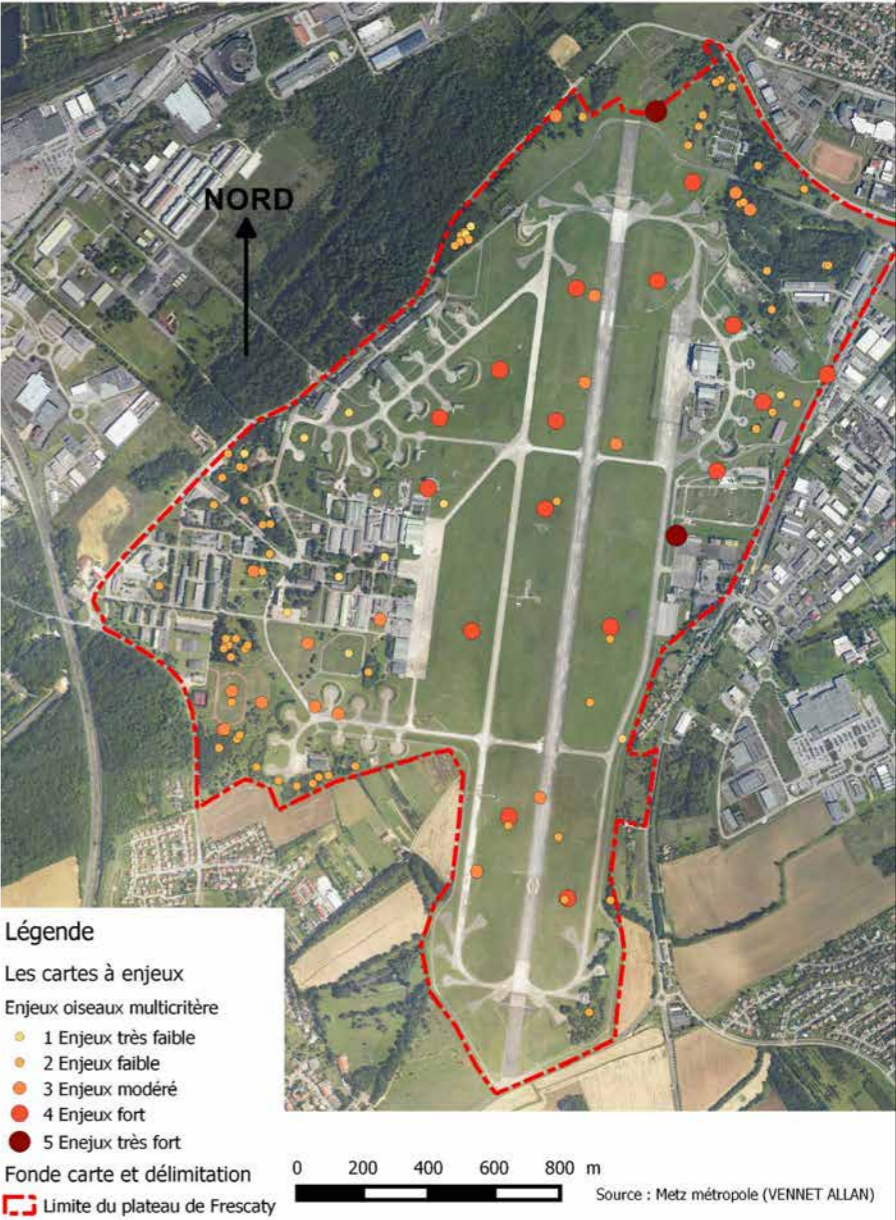 NORD
Légende
Les cartes à enjeux
Enjeux oiseaux multicritère
1 Enjeux très faible
2 Enjeux faible
3 Enjeux modéré
4 Enjeux fort
5 Enejux très fort
Fonde carte et délimitation
Limite du plateau de Frescaty
0 200 400 600 800 m
Source : Metz métropole (VENNET ALLAN)